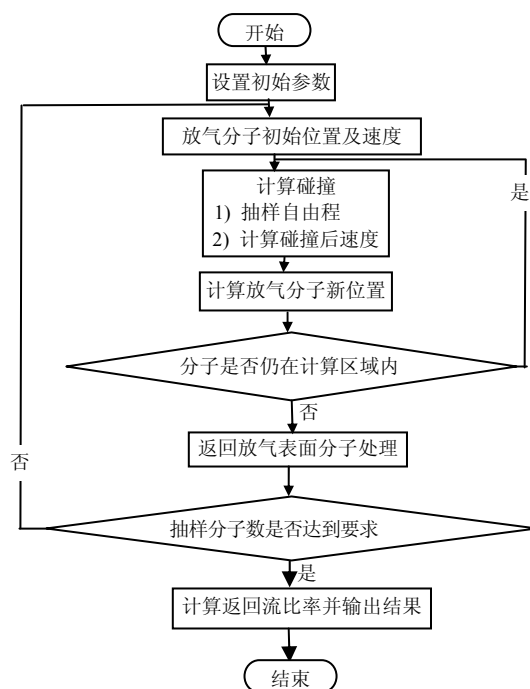 开始
设置初始参数
放气分子初始位置及速度
计算碰撞
1) 抽样自由程
2) 计算碰撞后速度
是
计算放气分子新位置
分子是否仍在计算区域内
否
返回放气表面分子处理
否
抽样分子数是否达到要求
是
计算返回流比率并输出结果
结束